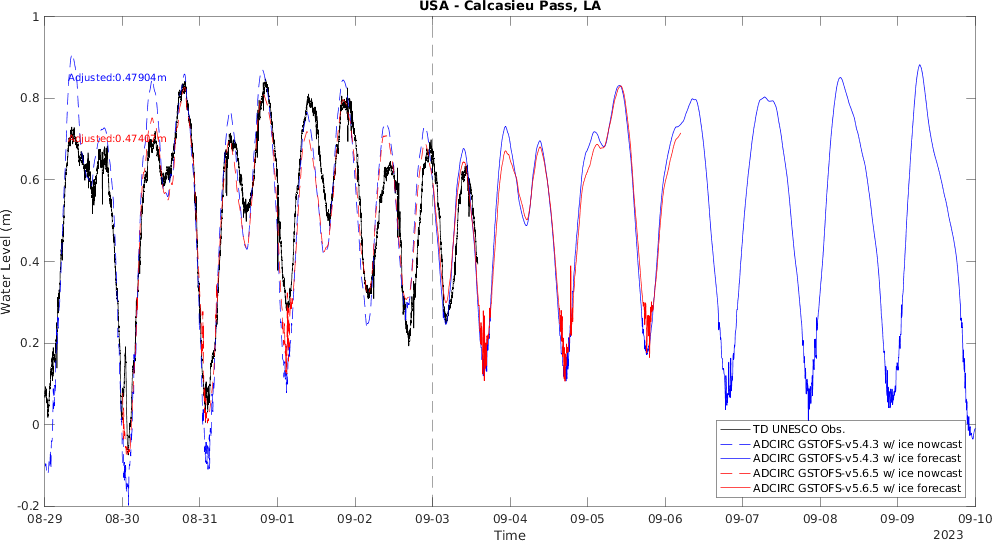 USA - Calcasieu Pass, LA
1
0.8
0.6
0.4
0.2
0
-0.2
Water Level (m)
Adjusted:0.47904m
TD UNESCO Obs.
ADCIRC GSTOFS-v5.4.3 w/ ice nowcast
ADCIRC GSTOFS-v5.4.3 w/ ice forecast
ADCIRC GSTOFS-v5.6.5 w/ ice nowcast
ADCIRC GSTOFS-v5.6.5 w/ ice forecast
08-29 08-30 08-31 09-01 09-02 09-03 09-04 09-05 09-06 09-07 09-08 09-09 09-10
Time
2023